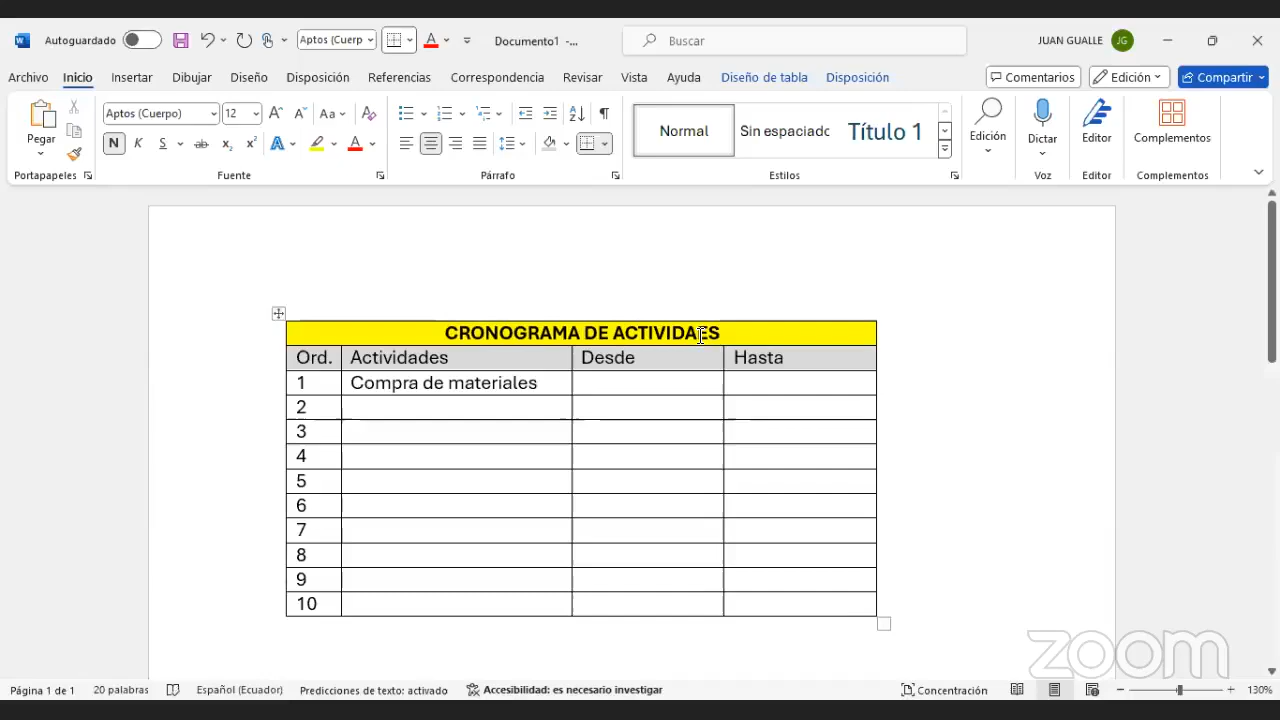 Autoguardado Aptos (Cuerp Documento1 -... Buscar JUAN GUALLE JG
Archivo Inicio Insertar Dibujar Diseño Disposición Referencias Correspondencia Revisar Vista Ayuda Diseño de tabla Disposición Comentarios Edición Compartir
Aptos (Cuerpo) 12
Pegar
Normal Sin espaciado Título 1
Edición Dictar Editor Complementos
Portapapeles Fuente Párrafo Estilos Voz Editor Complementos
CRONOGRAMA DE ACTIVIDAES
Ord. Actividades Desde Hasta
1 Compra de materiales
2
3
4
5
6
7
8
9
10
zoom
Página 1 de 1 20 palabras Español (Ecuador) Predicciones de texto: activado Accesibilidad: es necesario investigar Concentración 130%